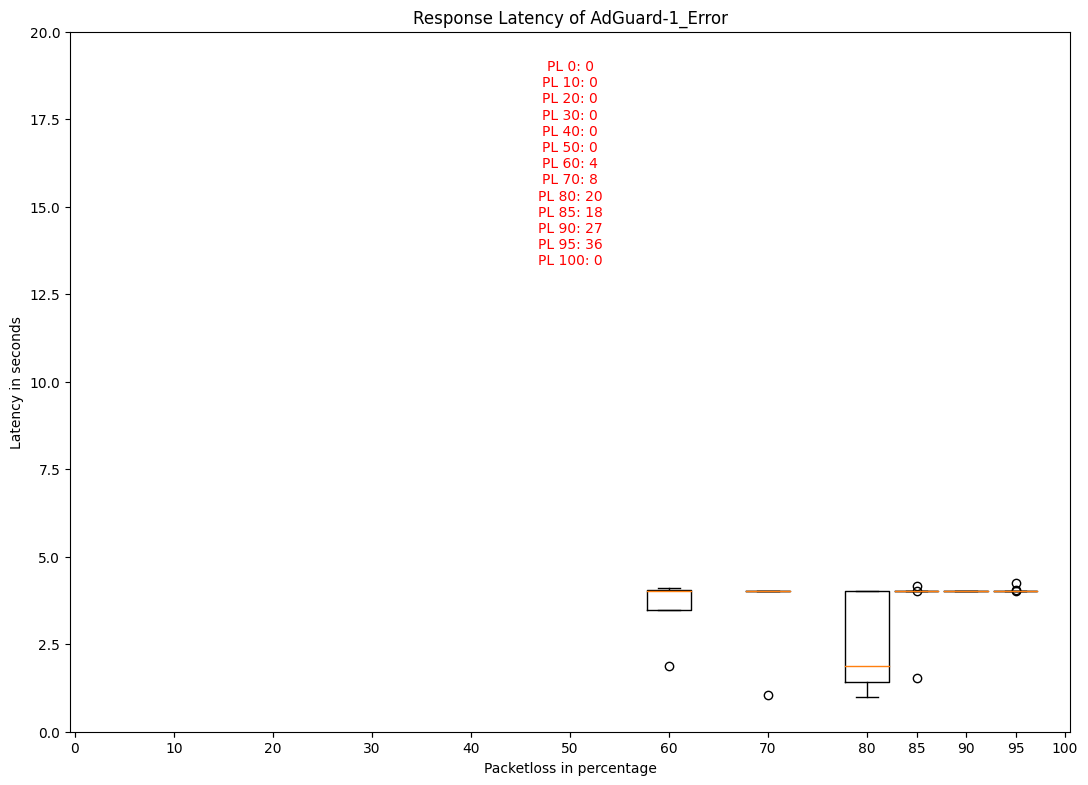 Response Latency of AdGuard-1_Error
20.0
17.5
15.0
12.5
10.0
7.5
5.0
2.5
0.0
Latency in seconds
PL 0: 0
PL 10: 0
PL 20: 0
PL 30: 0
PL 40: 0
PL 50: 0
PL 60: 4
PL 70: 8
PL 80: 20
PL 85: 18
PL 90: 27
PL 95: 36
PL 100: 0
0 10 20 30 40 50 60 70 80 85 90 95 100
Packetloss in percentage